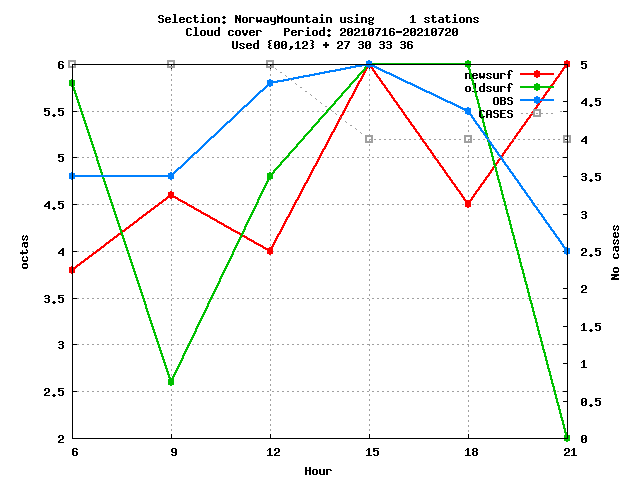 Selection: NorwayMountain using     1 stations
Cloud cover   Period: 20210716-20210720
Used {00,12} + 27 30 33 36
newsurf
oldsurf
OBS
CASES
6
5.5
5
4.5
4
3.5
3
2.5
2
octas
5
4.5
4
3.5
3
2.5
2
1.5
1
0.5
0
No cases
6 9 12 15 18 21
Hour